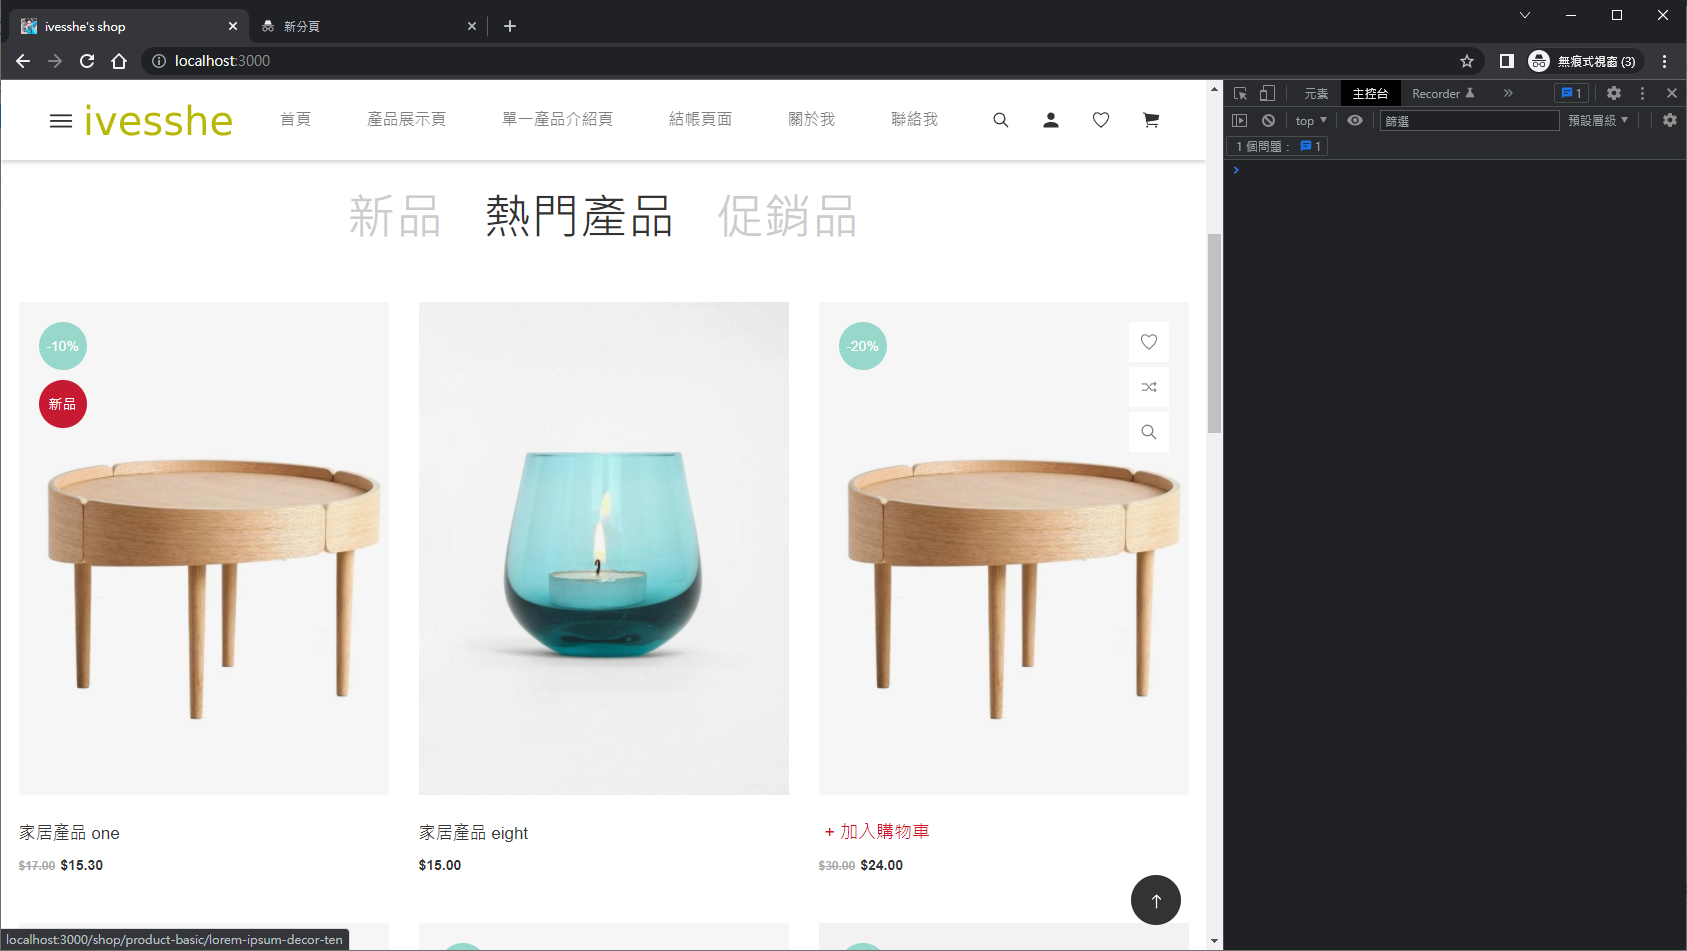 ivesshe's shop
新分頁
localhost:3000
無痕式視窗 (3)
ivesshe
首頁
產品展示頁
單一產品介紹頁
結帳頁面
關於我
聯絡我
元素
主控台
Recorder
1
top
篩選
預設層級
1 個問題：
1
新品
熱門產品
促銷品
-10%
新品
-20%
家居產品 one
$17.00 $15.30
家居產品 eight
$15.00
+ 加入購物車
$30.00 $24.00
localhost:3000/shop/product-basic/lorem-ipsum-decor-ten